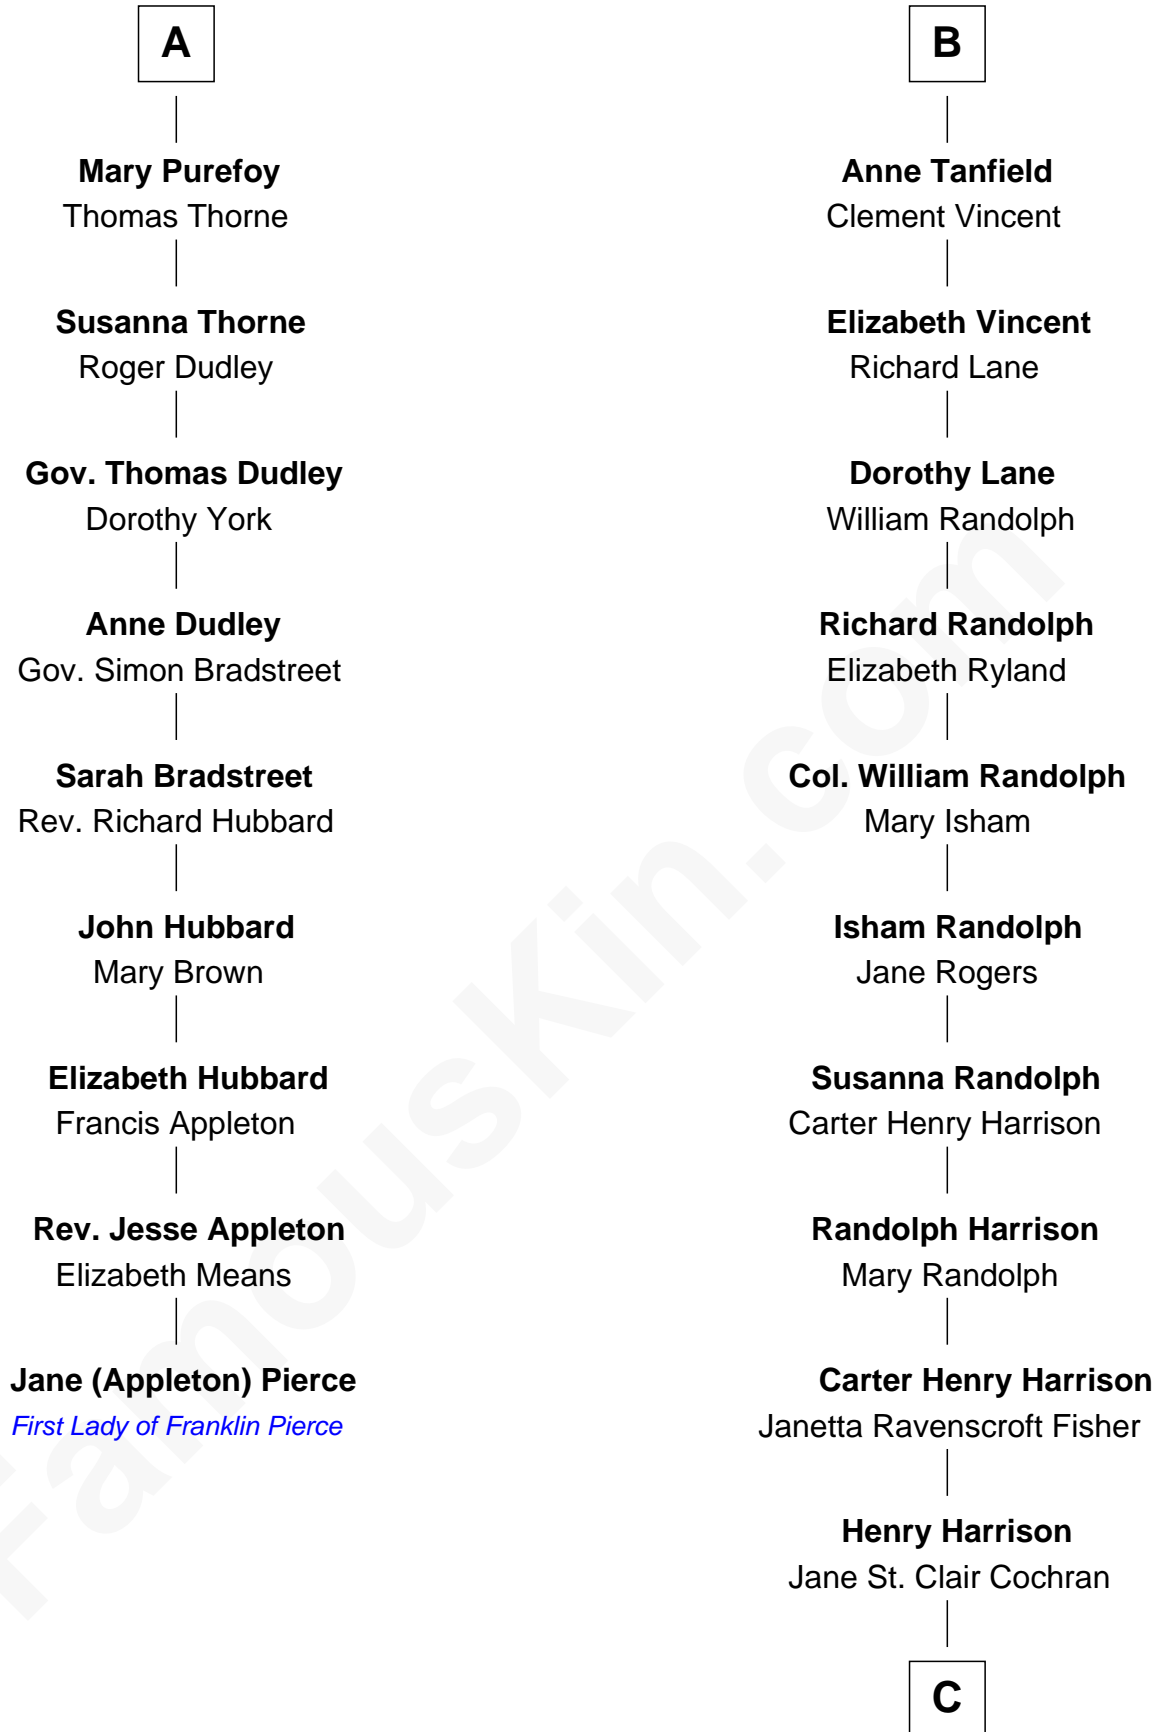 A
Mary Purefoy
Thomas Thorne
Susanna Thorne
Roger Dudley
Gov. Thomas Dudley
Dorothy York
Anne Dudley
Gov. Simon Bradstreet
Sarah Bradstreet
Rev. Richard Hubbard
John Hubbard
Mary Brown
Elizabeth Hubbard
Francis Appleton
Rev. Jesse Appleton
Elizabeth Means
Jane (Appleton) Pierce
First Lady of Franklin Pierce
B
Anne Tanfield
Clement Vincent
Elizabeth Vincent
Richard Lane
Dorothy Lane
William Randolph
Richard Randolph
Elizabeth Ryland
Col. William Randolph
Mary Isham
Isham Randolph
Jane Rogers
Susanna Randolph
Carter Henry Harrison
Randolph Harrison
Mary Randolph
Carter Henry Harrison
Janetta Ravenscroft Fisher
Henry Harrison
Jane St. Clair Cochran
C
FamousKin.com